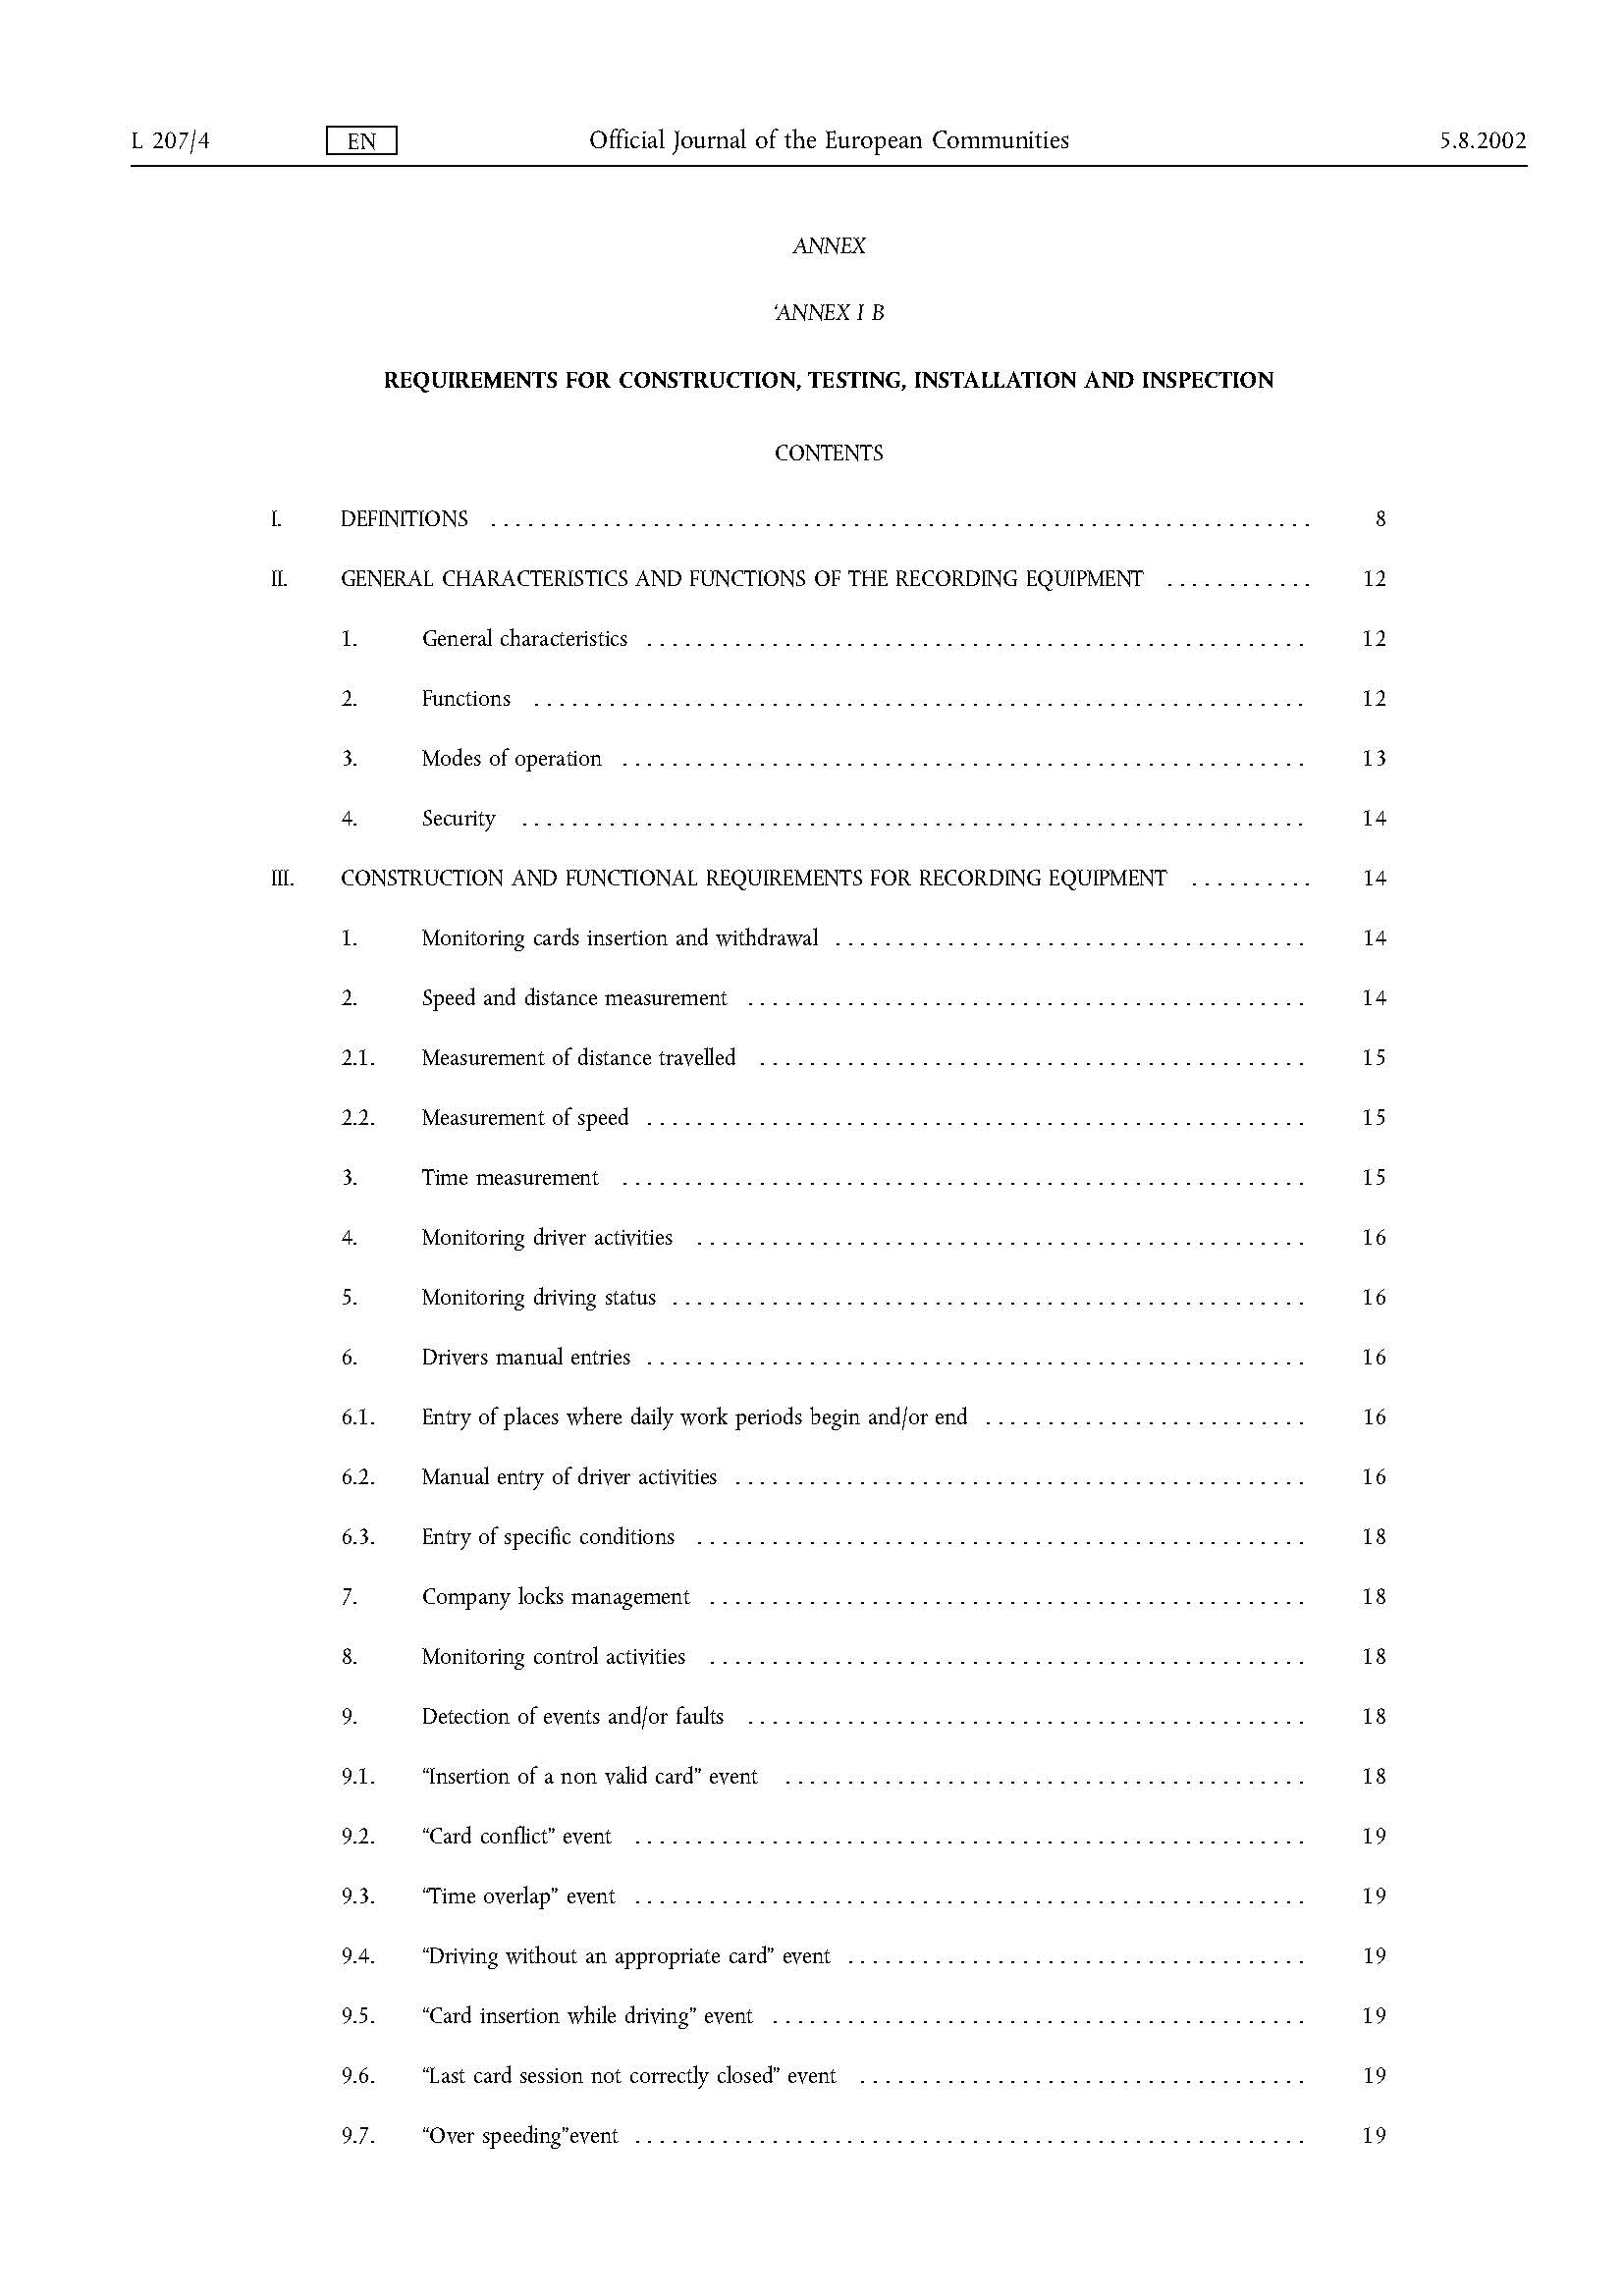 L 207/4 EN Official Journal of the European Communities 5.8.2002
ANNEX
‘ANNEX I B
REQUIREMENTS FOR CONSTRUCTION, TESTING, INSTALLATION AND INSPECTION
CONTENTS
I. DEFINITIONS . . . . . . . . . . 8
II. GENERAL CHARACTERISTICS AND FUNCTIONS OF THE RECORDING EQUIPMENT . . . . . . . . . . 12
1. General characteristics . . . . . . . . . . 12
2. Functions . . . . . . . . . . 12
3. Modes of operation . . . . . . . . . . 13
4. Security . . . . . . . . . . 14
III. CONSTRUCTION AND FUNCTIONAL REQUIREMENTS FOR RECORDING EQUIPMENT . . . . . . . . . . 14
1. Monitoring cards insertion and withdrawal . . . . . . . . . . 14
2. Speed and distance measurement . . . . . . . . . . 14
2.1. Measurement of distance travelled . . . . . . . . . . 15
2.2. Measurement of speed . . . . . . . . . . 15
3. Time measurement . . . . . . . . . . 15
4. Monitoring driver activities . . . . . . . . . . 16
5. Monitoring driving status . . . . . . . . . . 16
6. Drivers manual entries . . . . . . . . . . 16
6.1. Entry of places where daily work periods begin and/or end . . . . . . . . . . 16
6.2. Manual entry of driver activities . . . . . . . . . . 16
6.3. Entry of specific conditions . . . . . . . . . . 18
7. Company locks management . . . . . . . . . . 18
8. Monitoring control activities . . . . . . . . . . 18
9. Detection of events and/or faults . . . . . . . . . . 18
9.1. “Insertion of a non valid card” event . . . . . . . . . . 18
9.2. “Card conflict” event . . . . . . . . . . 19
9.3. “Time overlap” event . . . . . . . . . . 19
9.4. “Driving without an appropriate card” event . . . . . . . . . . 19
9.5. “Card insertion while driving” event . . . . . . . . . . 19
9.6. “Last card session not correctly closed” event . . . . . . . . . . 19
9.7. “Over speeding”event . . . . . . . . . . 19